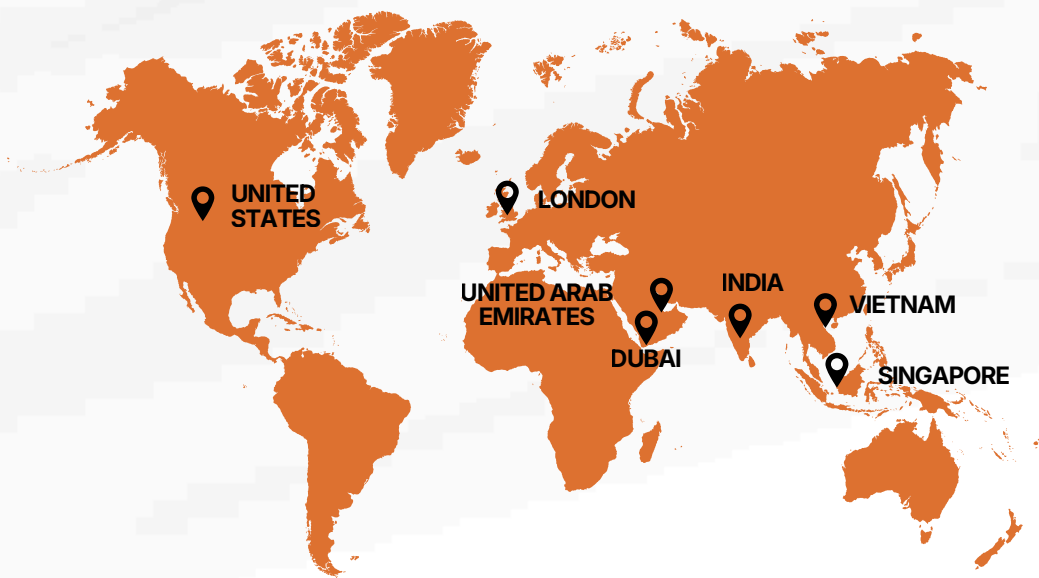 UNITED
STATES
LONDON
UNITED ARAB
EMIRATES
DUBAI
INDIA
VIETNAM
SINGAPORE